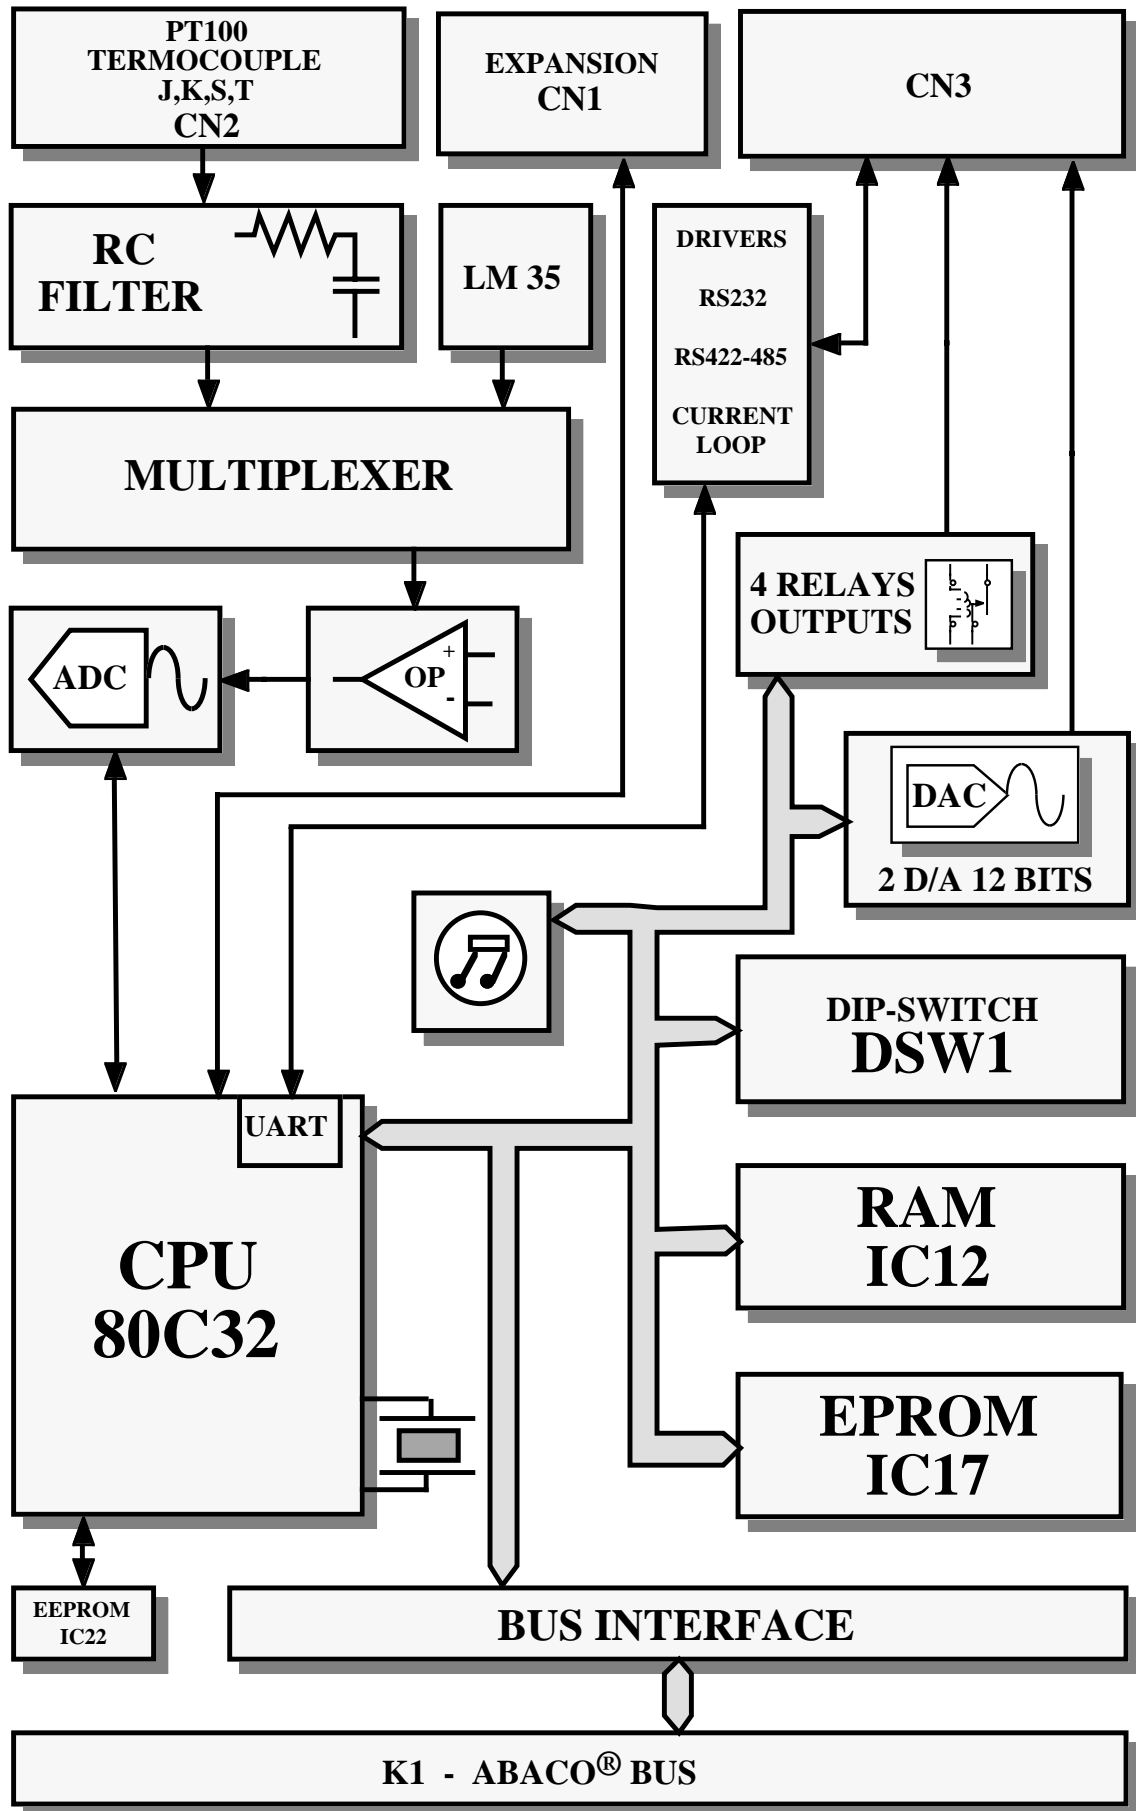 PT100
TERMOCOUPLE
J,K,S,T
CN2
EXPANSION
CN1
CN3
RC
FILTER
LM 35
DRIVERS
RS232
RS422-485
CURRENT
LOOP
MULTIPLEXER
4 RELAYS
OUTPUTS
ADC
OP
+
-
DAC
2 D/A 12 BITS
DIP-SWITCH
DSW1
UART
CPU
80C32
RAM
IC12
EPROM
IC17
EEPROM
IC22
BUS INTERFACE
K1 - ABACO® BUS